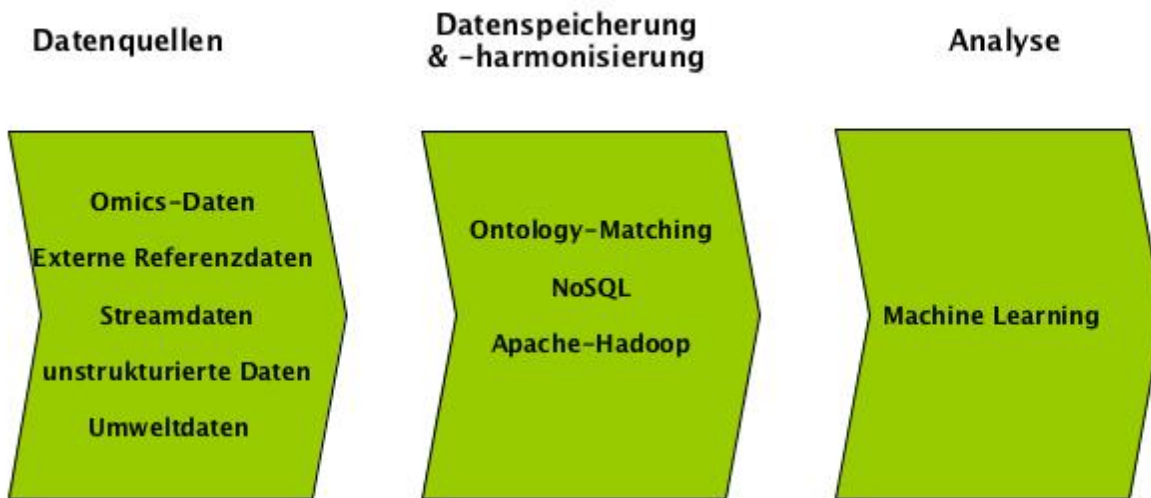 Datenquellen
Datenspeicherung
& -harmonisierung
Analyse
Omics-Daten
Externe Referenzdaten
Streamdaten
unstrukturierte Daten
Umweltdaten
Ontology-Matching
NoSQL
Apache-Hadoop
Machine Learning